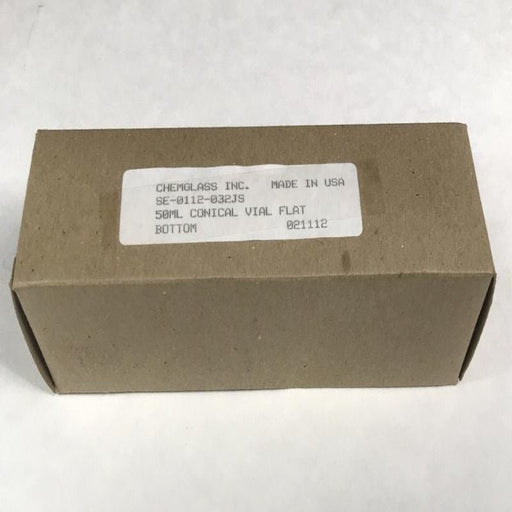 CHEMGLASS INC. MADE IN USA
SE-0112-032JS
50ML CONICAL VIAL FLAT
BOTTOM 021112